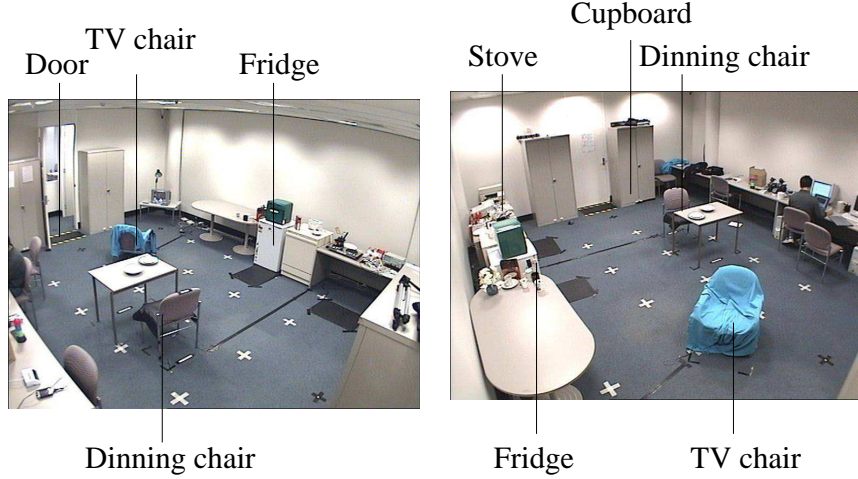 Cupboard
TV chair
Stove
Dinning chair
Door
Fridge
Dinning chair
Fridge
TV chair